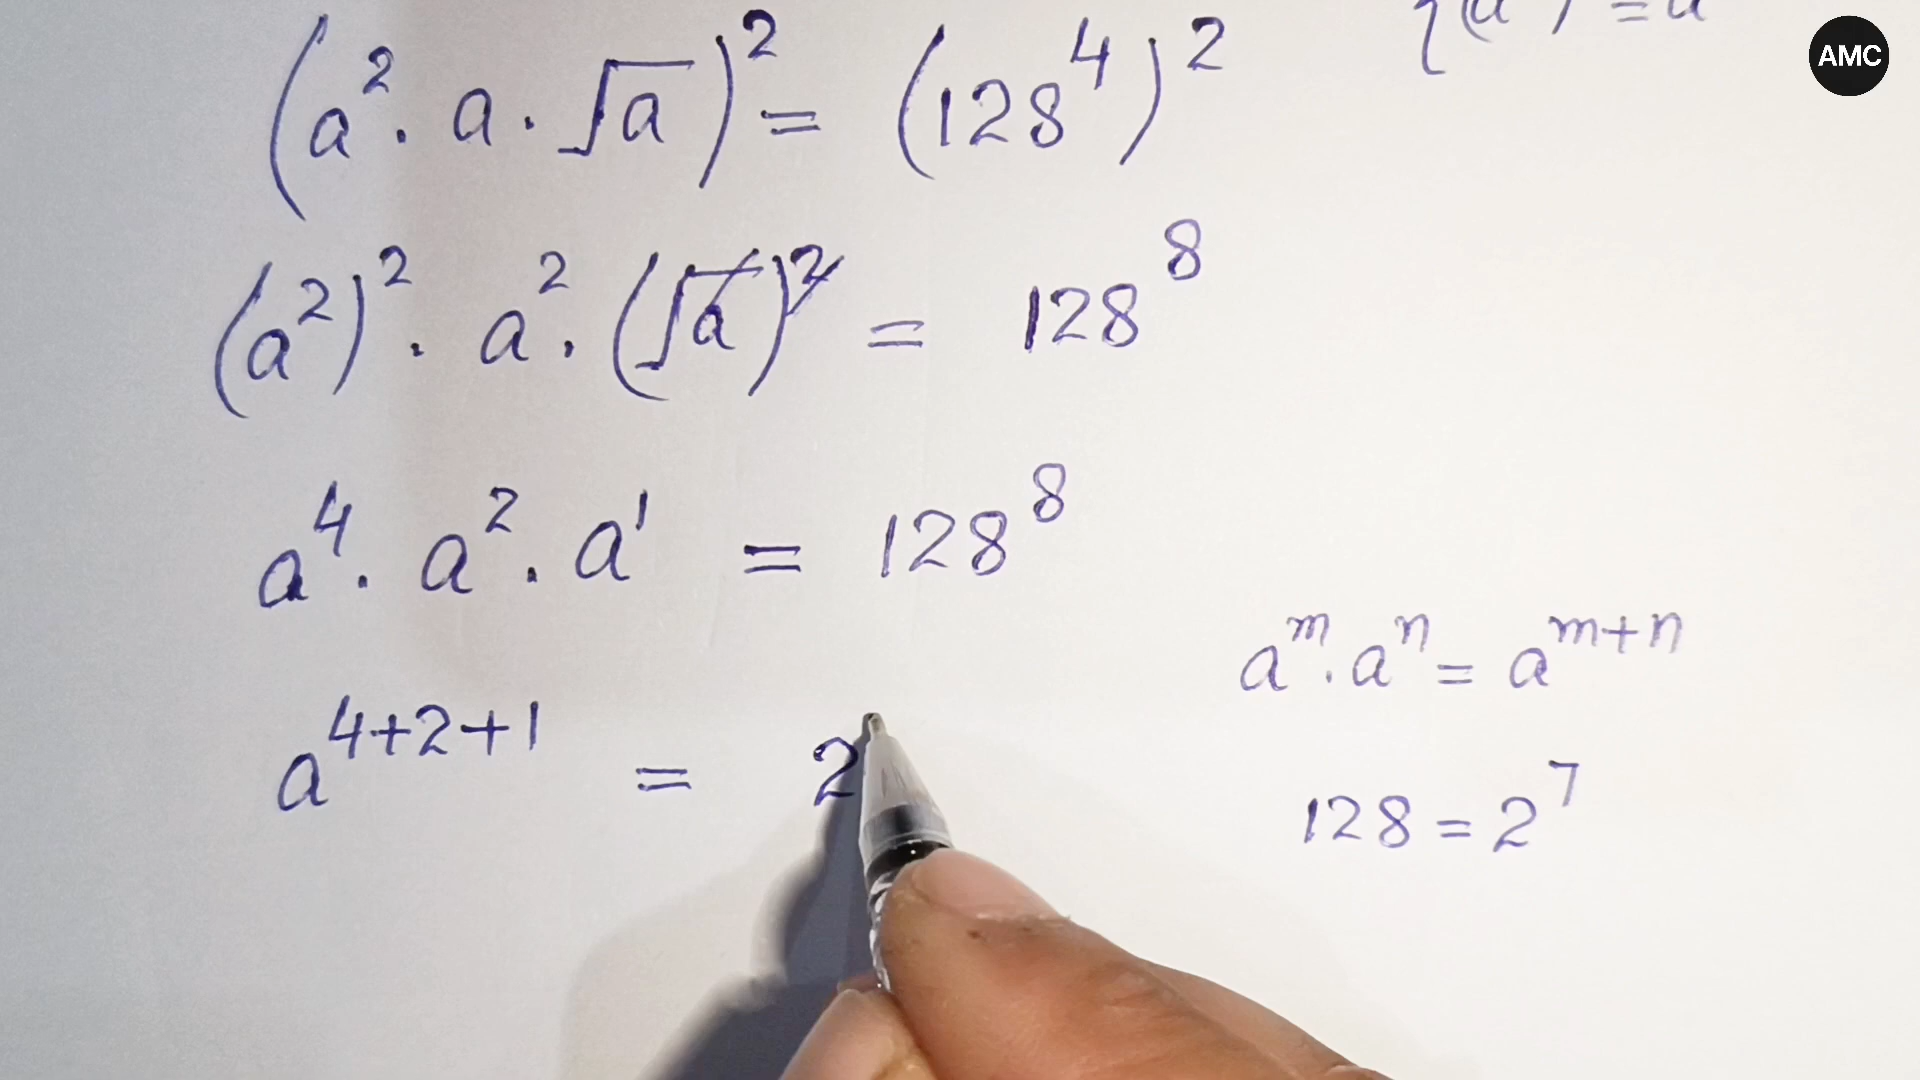 (a² . a . √a)² = (128⁴)²
AMC
(a²)² . a² . (√a)² = 128⁸
a⁴ . a² . a¹ = 128⁸
aᵐ . aⁿ = aᵐ⁺ⁿ
a⁴⁺²⁺¹ = 2
128 = 2⁷